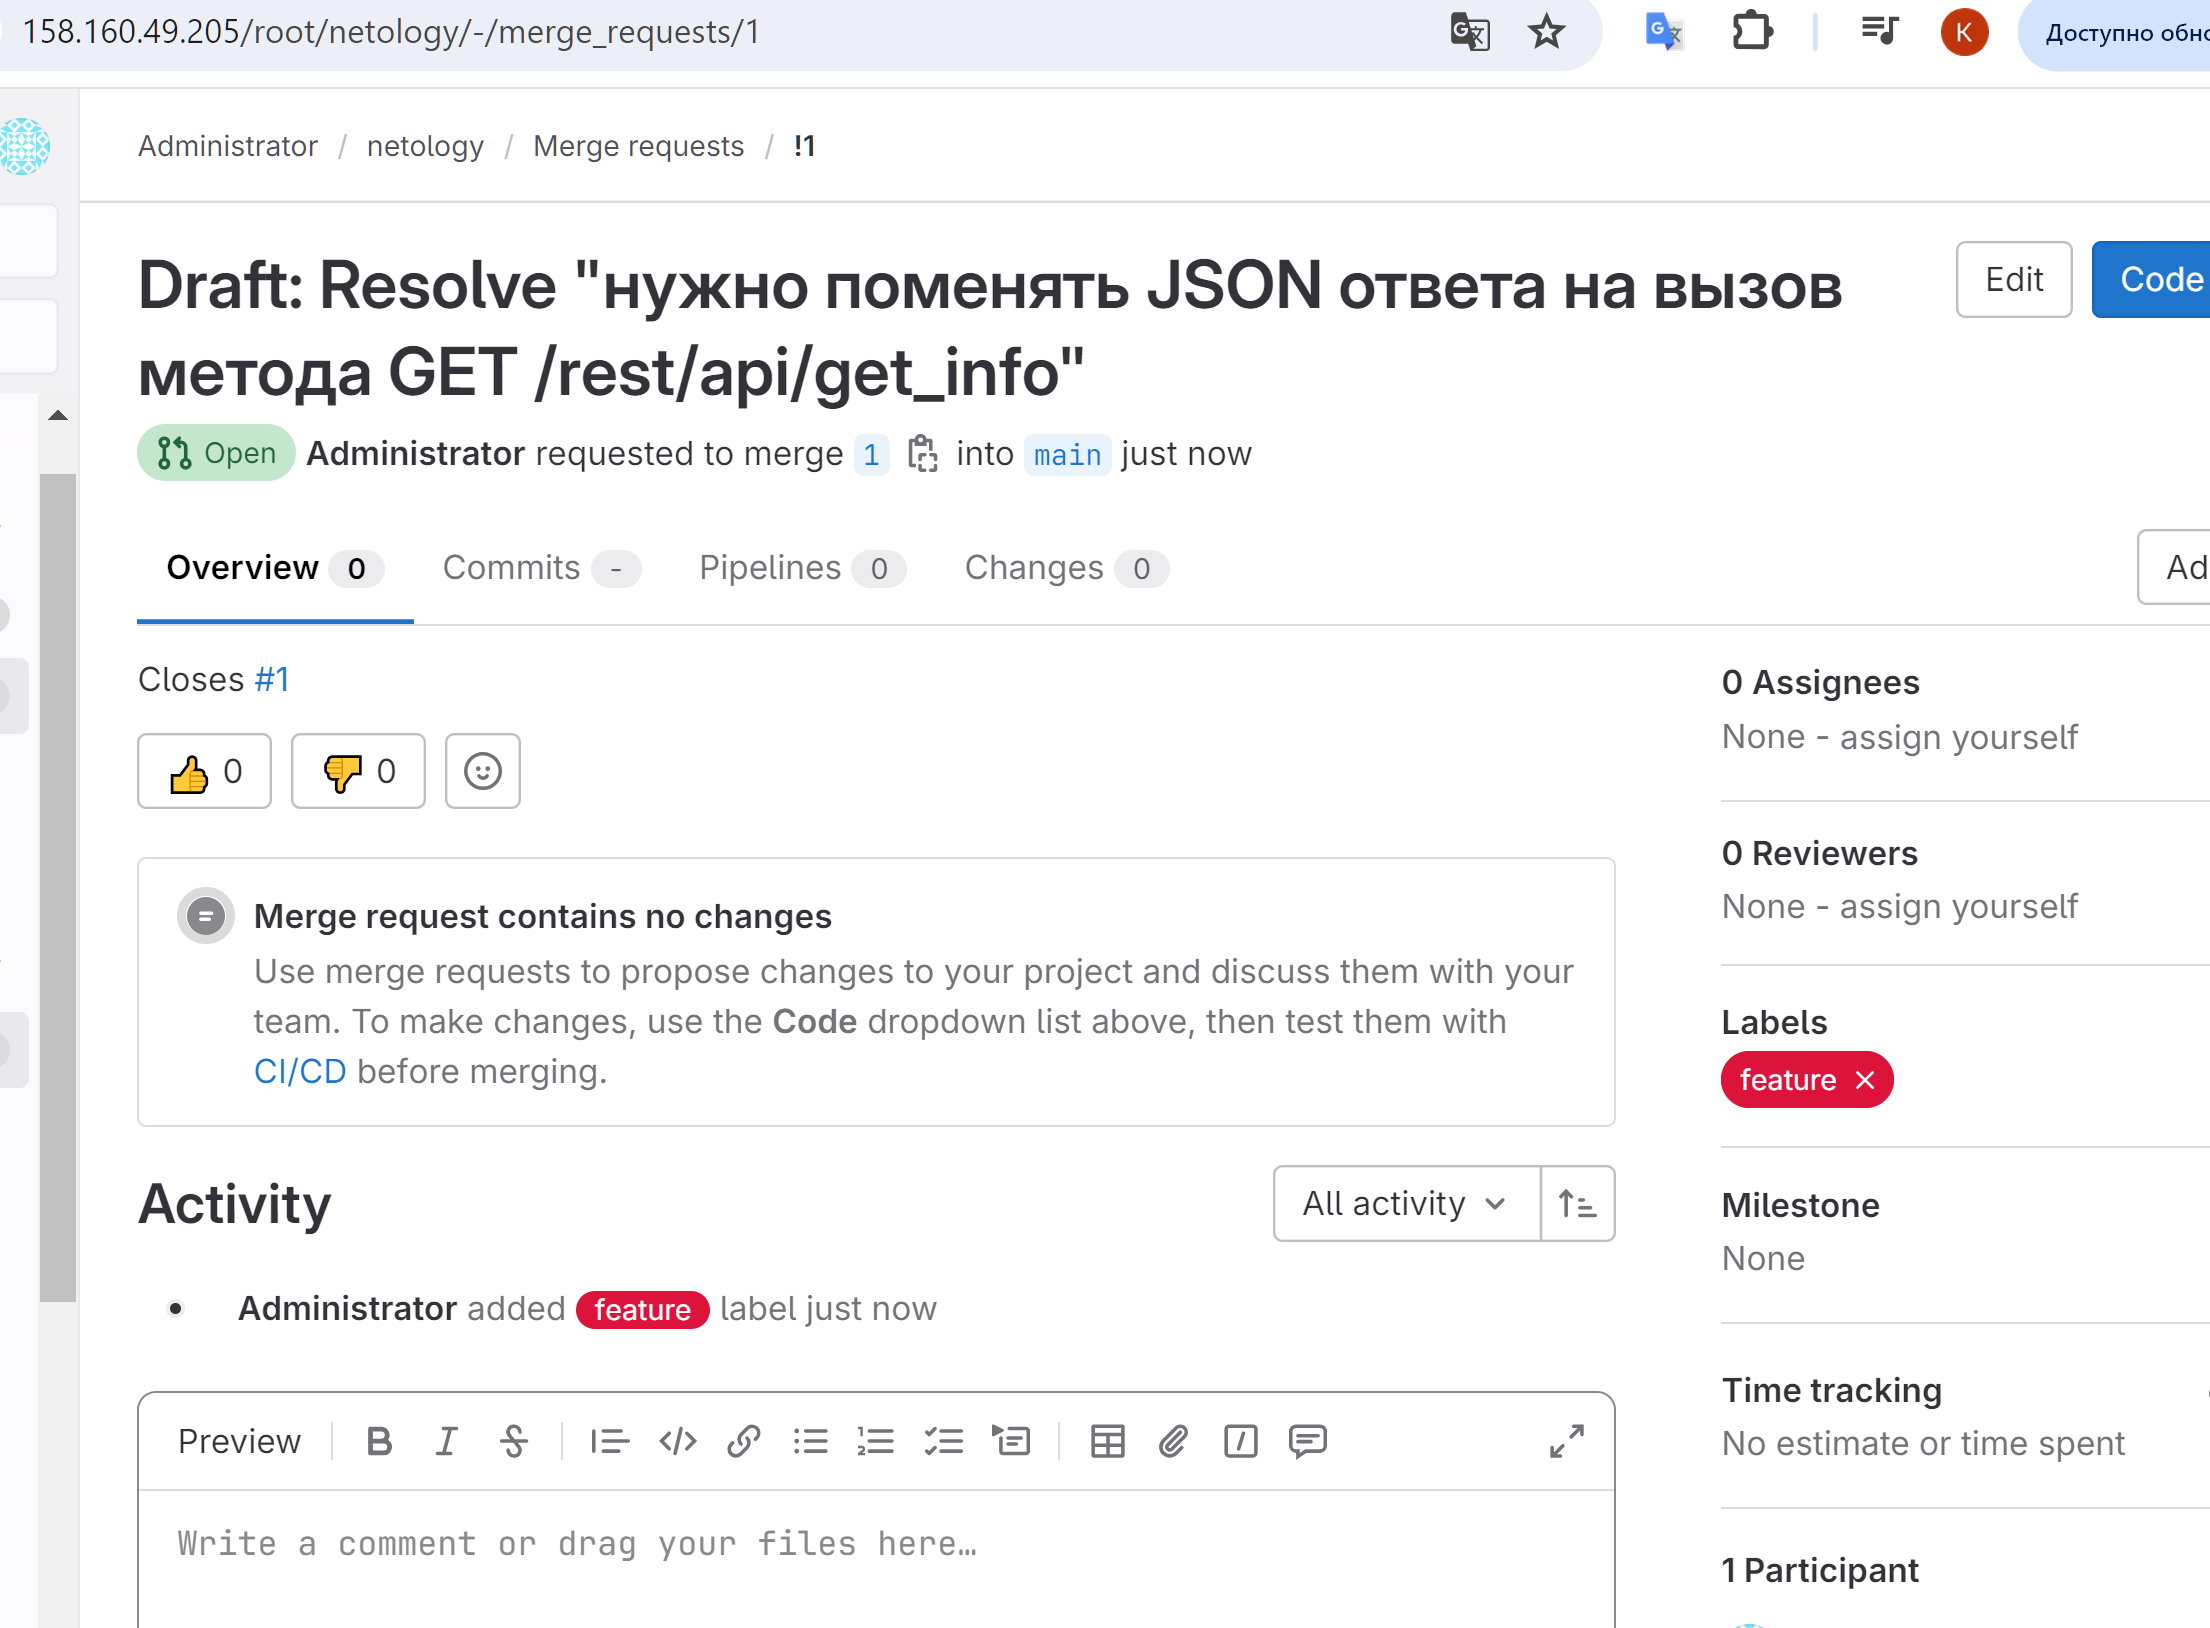 158.160.49.205/root/netology/-/merge_requests/1
K
Доступно
Administrator / netology / Merge requests / !1
Draft: Resolve "нужно поменять JSON ответа на вызов
метода GET /rest/api/get_info"
Edit
Code
Open Administrator requested to merge 1 into main just now
Overview 0 Commits - Pipelines 0 Changes 0
Closes #1
0 0
Merge request contains no changes
Use merge requests to propose changes to your project and discuss them with your
team. To make changes, use the Code dropdown list above, then test them with
CI/CD before merging.
Activity
All activity
Administrator added feature label just now
Preview
Write a comment or drag your files here…
0 Assignees
None - assign yourself
0 Reviewers
None - assign yourself
Labels
feature
Milestone
None
Time tracking
No estimate or time spent
1 Participant